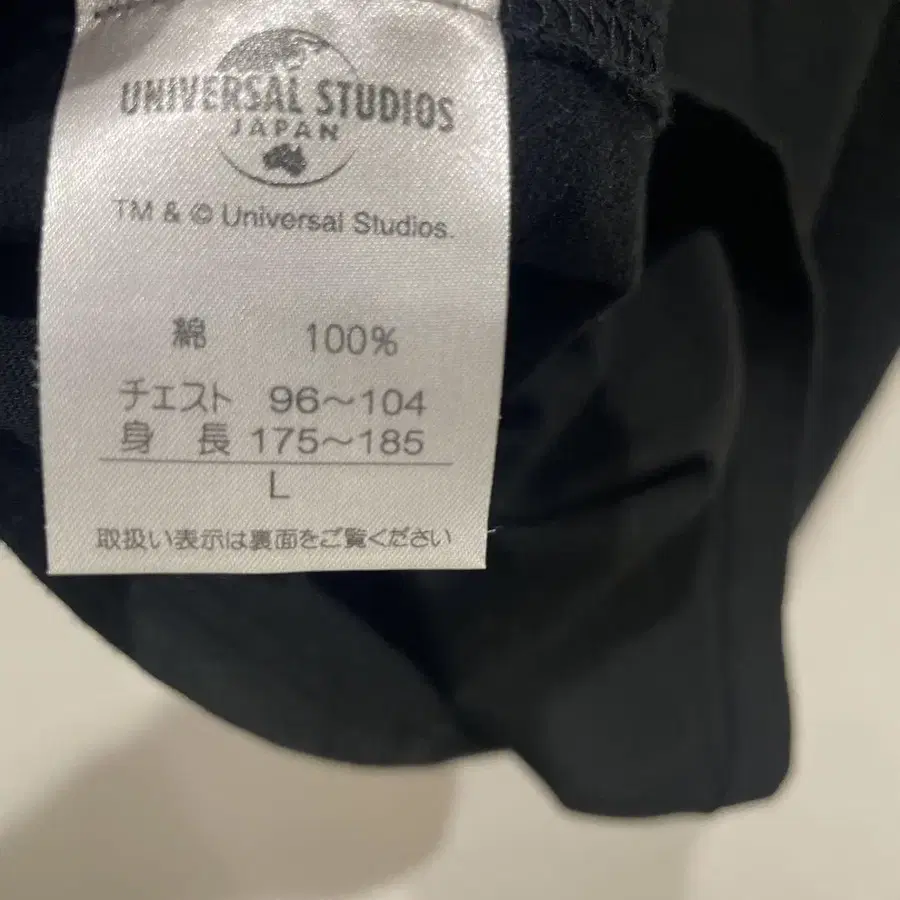 UNIVERSAL STUDIOS
JAPAN
TM & © Universal Studios.
綿 100%
チェスト 96～104
身長 175～185
L
取扱い表示は裏面をご覧ください